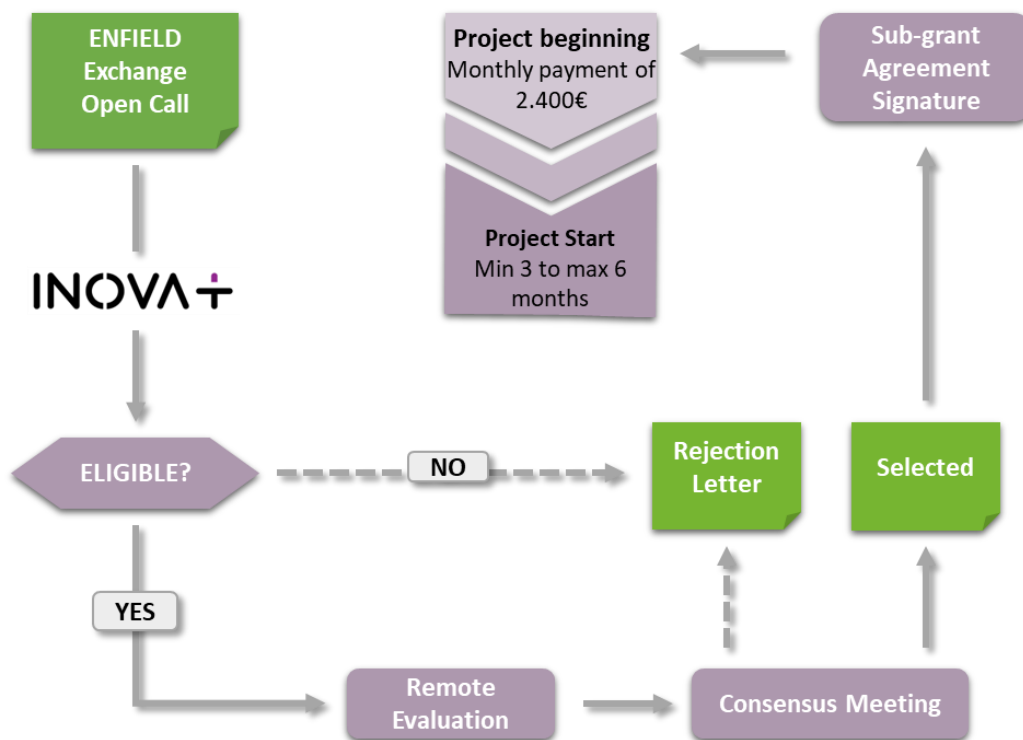 ENFIELD
Exchange
Open Call
Project beginning
Monthly payment of
2.400€
Sub-grant
Agreement
Signature
Project Start
Min 3 to max 6
months
INOVA+
ELIGIBLE?
NO
Rejection
Letter
Selected
YES
Remote
Evaluation
Consensus Meeting